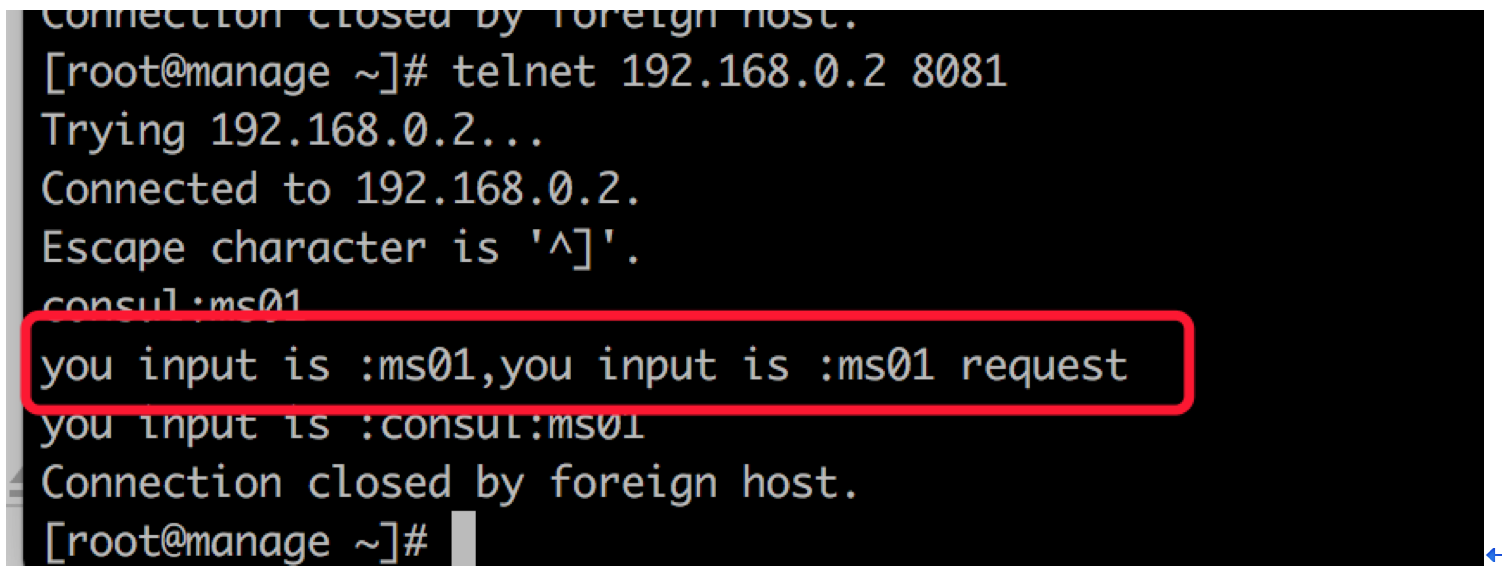 Connection closed by foreign host.
[root@manage ~]# telnet 192.168.0.2 8081
Trying 192.168.0.2...
Connected to 192.168.0.2.
Escape character is '^]'.
consul:ms01
you input is :ms01,you input is :ms01 request
you input is :consul:ms01
Connection closed by foreign host.
[root@manage ~]#